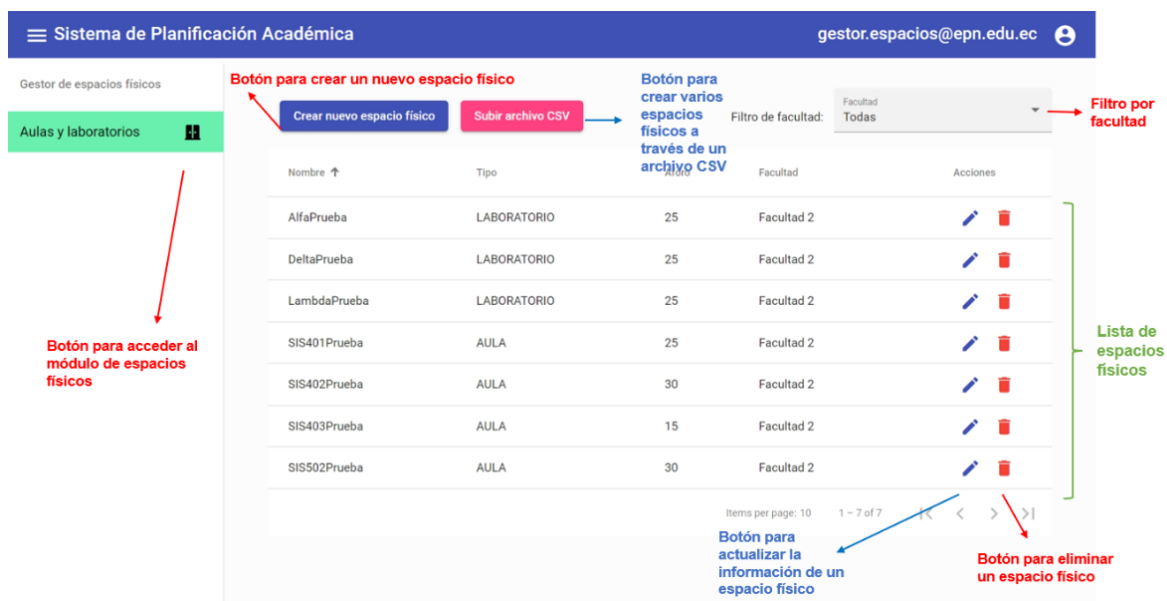 Sistema de Planificación Académica
gestor.espacios@epn.edu.ec
Gestor de espacios físicos
Aulas y laboratorios
Botón para crear un nuevo espacio físico
Crear nuevo espacio físico
Subir archivo CSV
Botón para
crear varios
espacios
físicos a
través de un
archivo CSV
Filtro de facultad:
Facultad
Todas
Filtro por
facultad
Nombre Tipo Aforo Facultad Acciones
AlfaPrueba LABORATORIO 25 Facultad 2
DeltaPrueba LABORATORIO 25 Facultad 2
LambdaPrueba LABORATORIO 25 Facultad 2
SIS401Prueba AULA 25 Facultad 2
SIS402Prueba AULA 30 Facultad 2
SIS403Prueba AULA 15 Facultad 2
SIS502Prueba AULA 30 Facultad 2
Botón para acceder al
módulo de espacios
físicos
Lista de
espacios
físicos
Items per page: 10 1 – 7 of 7
Botón para
actualizar la
información de un
espacio físico
Botón para eliminar
un espacio físico